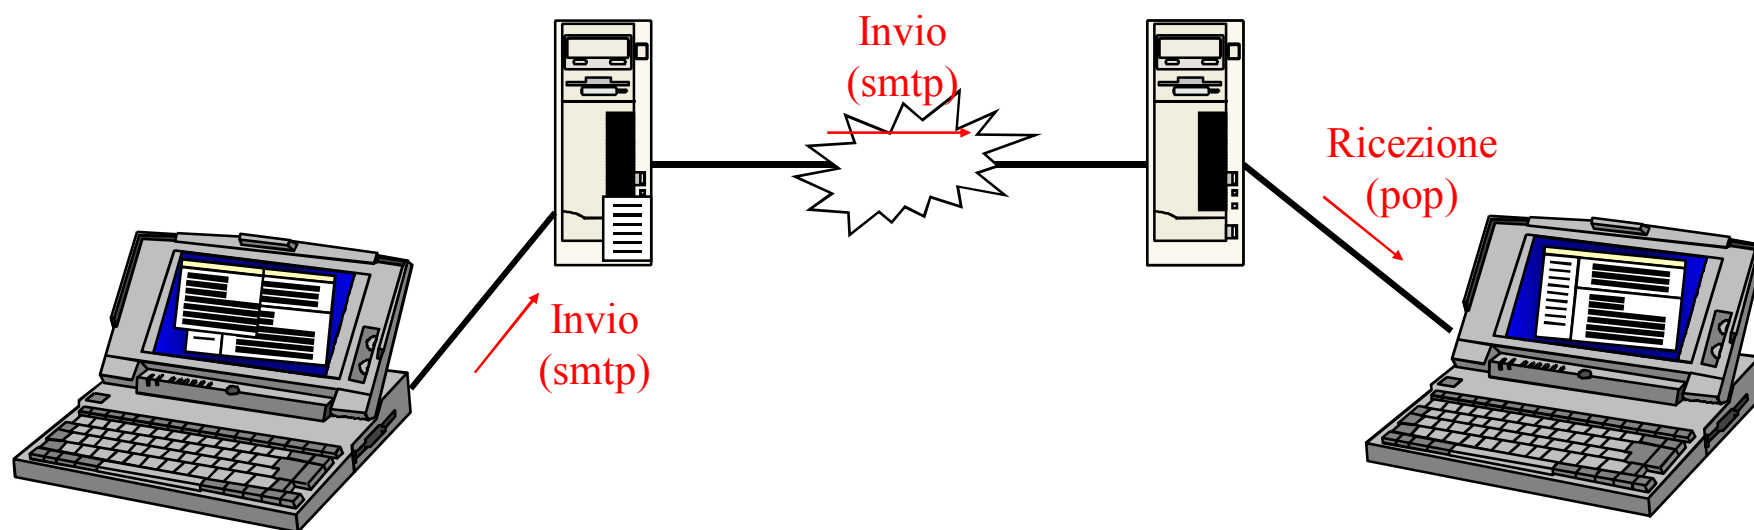 Invio
(smtp)
Invio
(smtp)
Ricezione
(pop)